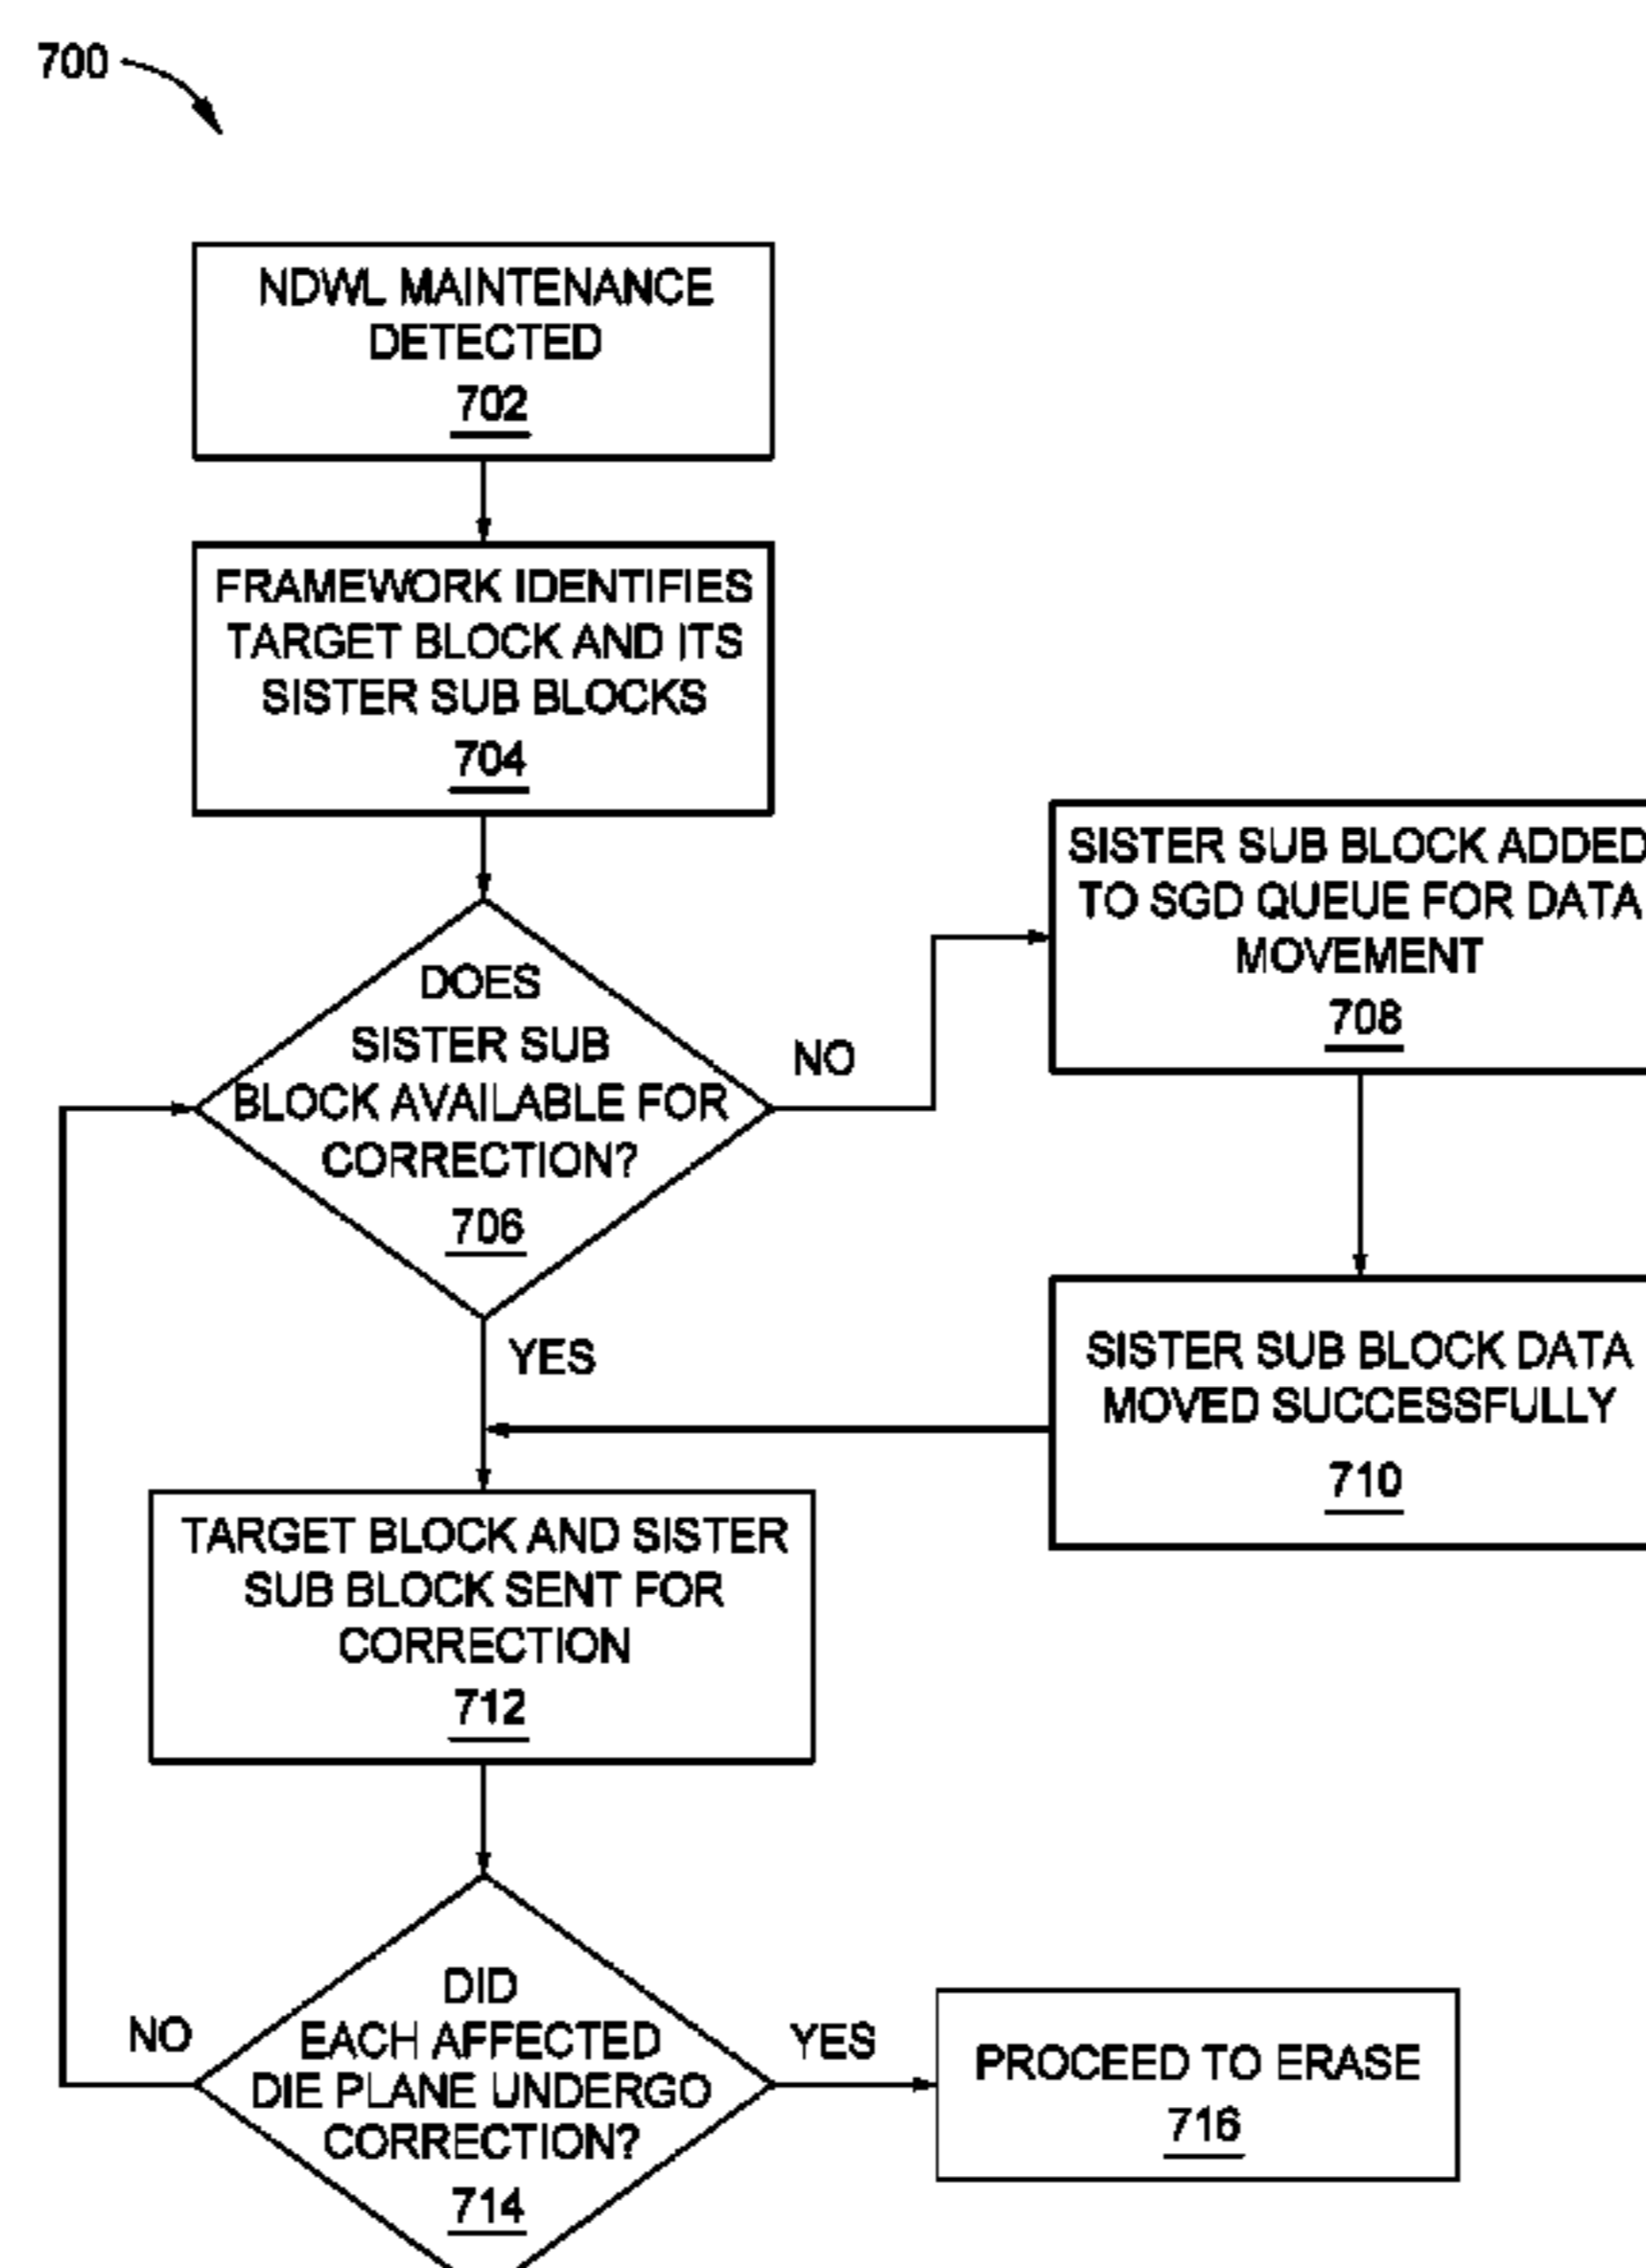 700
NDWL MAINTENANCE
DETECTED
702
FRAMEWORK IDENTIFIES
TARGET BLOCK AND ITS
SISTER SUB BLOCKS
704
SISTER SUB BLOCK ADDED
TO SGD QUEUE FOR DATA
MOVEMENT
708
DOES
SISTER SUB
BLOCK AVAILABLE FOR
CORRECTION?
706
NO
YES
SISTER SUB BLOCK DATA
MOVED SUCCESSFULLY
710
TARGET BLOCK AND SISTER
SUB BLOCK SENT FOR
CORRECTION
712
DID
EACH AFFECTED
DIE PLANE UNDERGO
CORRECTION?
714
NO
YES
PROCEED TO ERASE
716